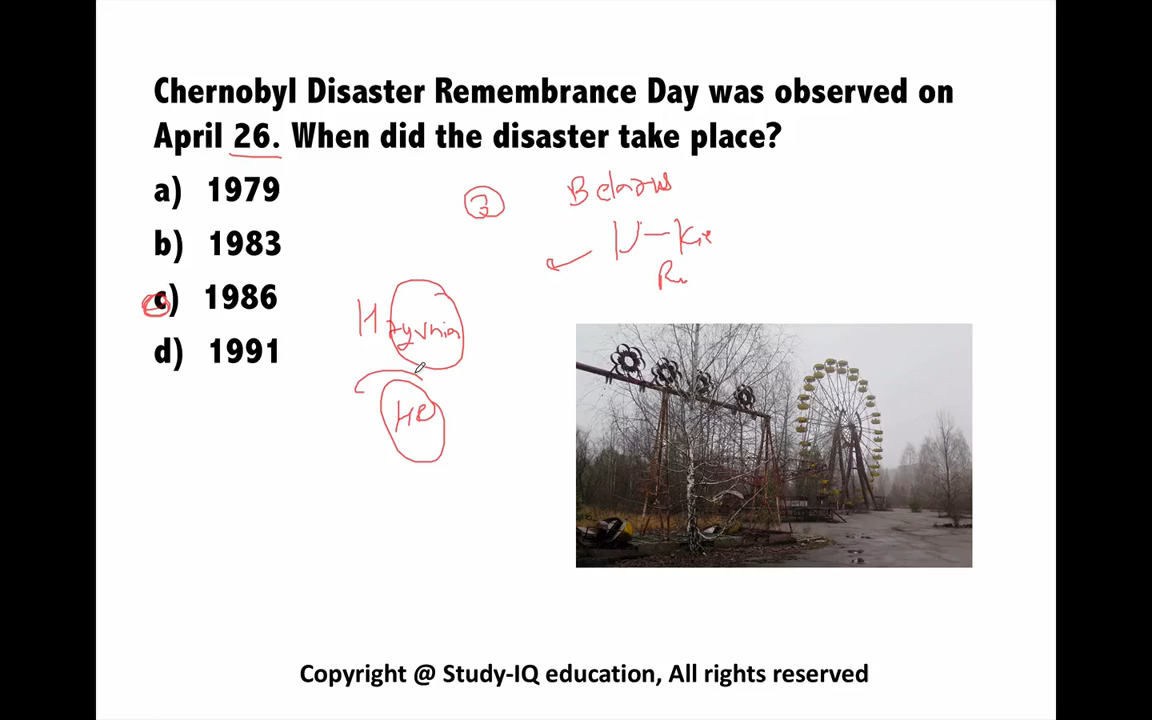 Chernobyl Disaster Remembrance Day was observed on
April 26. When did the disaster take place?
a) 1979
b) 1983
c) 1986
d) 1991
3
Belarus
Copyright @ Study-IQ education, All rights reserved